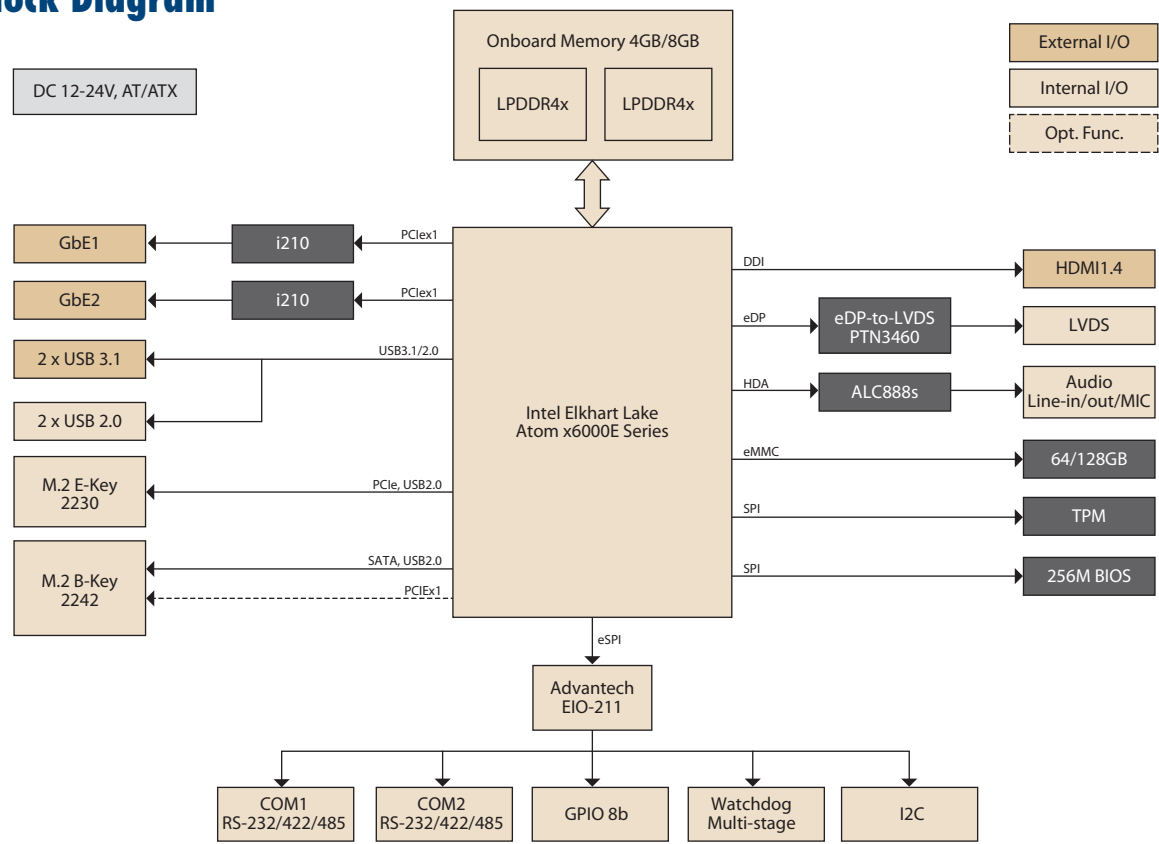 lock Diagram
DC 12-24V, AT/ATX
Onboard Memory 4GB/8GB
LPDDR4x
LPDDR4x
External I/O
Internal I/O
Opt. Func.
GbE1
i210
PCIex1
GbE2
i210
PCIex1
2 x USB 3.1
USB3.1/2.0
2 x USB 2.0
M.2 E-Key
2230
PCIe, USB2.0
M.2 B-Key
2242
SATA, USB2.0
PCIEx1
Intel Elkhart Lake
Atom x6000E Series
DDI
HDMI1.4
eDP
eDP-to-LVDS
PTN3460
LVDS
HDA
ALC888s
Audio
Line-in/out/MIC
eMMC
64/128GB
SPI
TPM
SPI
256M BIOS
eSPI
Advantech
EIO-211
COM1
RS-232/422/485
COM2
RS-232/422/485
GPIO 8b
Watchdog
Multi-stage
I2C